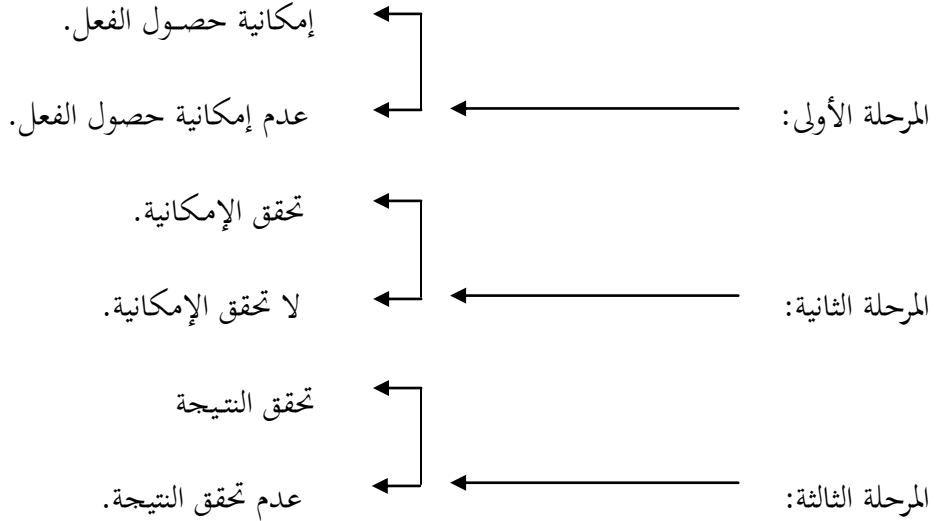 إمكانية حصول الفعل.
المرحلة الأولى: عدم إمكانية حصول الفعل.
تحقق الإمكانية.
المرحلة الثانية: لا تحقق الإمكانية.
تحقق النتيجة
المرحلة الثالثة: عدم تحقق النتيجة.